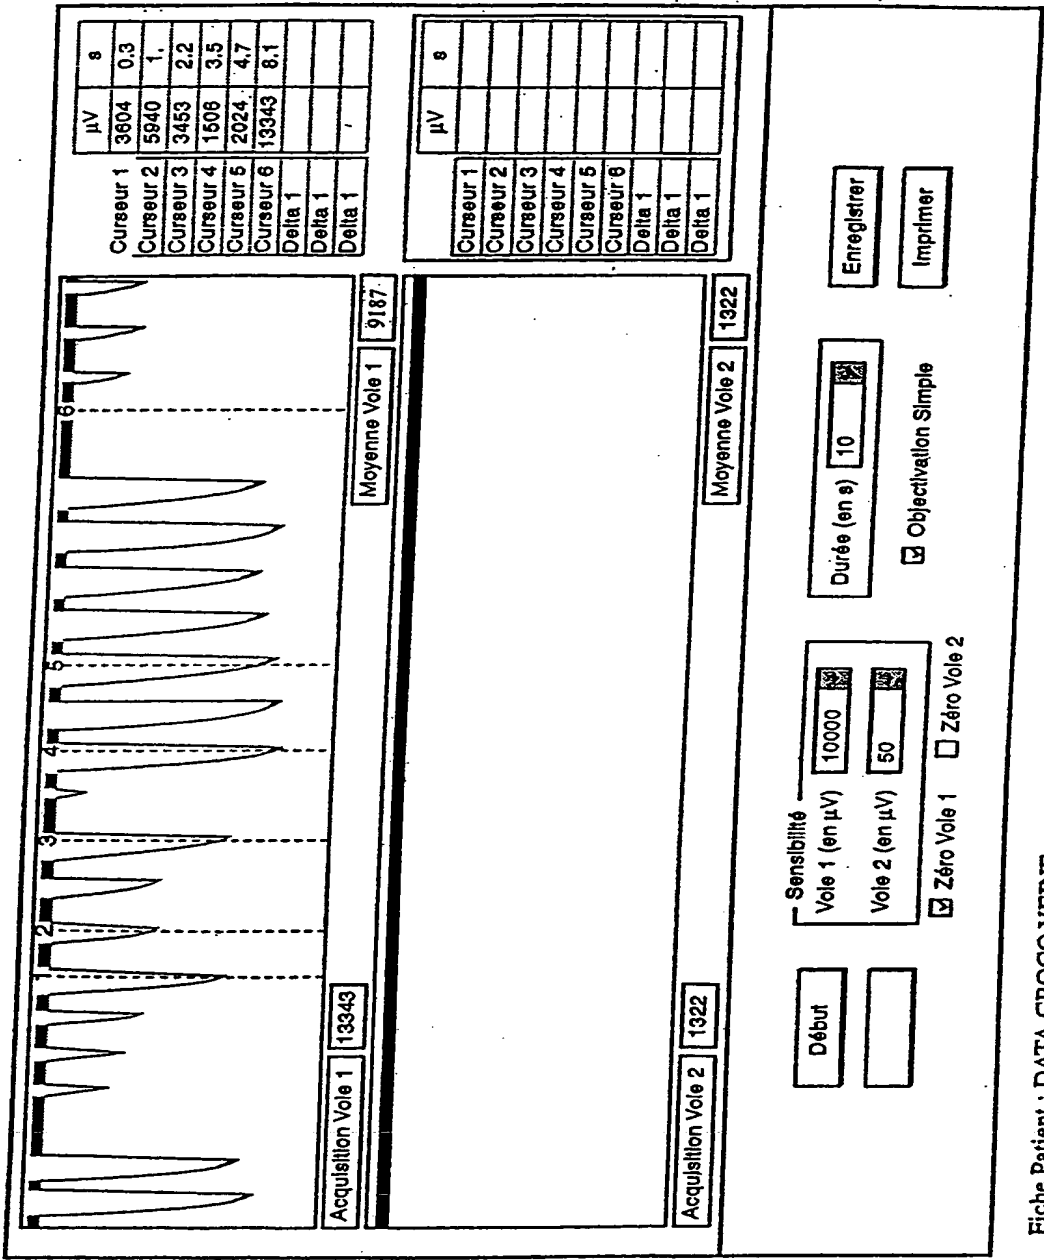 1
2
3
4
5
6
Acquisition Voie 1 13343
Moyenne Voie 1 9187
µV s
Curseur 1 3604 0.3
Curseur 2 5940 1.
Curseur 3 3453 2.2
Curseur 4 1506 3.5
Curseur 5 2024 4.7
Curseur 6 13343 8.1
Delta 1
Delta 1
Delta 1
Acquisition Voie 2 1322
Moyenne Voie 2 1322
µV s
Curseur 1
Curseur 2
Curseur 3
Curseur 4
Curseur 5
Curseur 6
Delta 1
Delta 1
Delta 1
Début
Sensibilité
Voie 1 (en µV) 10000
Voie 2 (en µV) 50
Zéro Voie 1 Zéro Voie 2
Durée (en s) 10
Objectivation Simple
Enregistrer
Imprimer
Fiche Patient : DATA GROCO VERIF